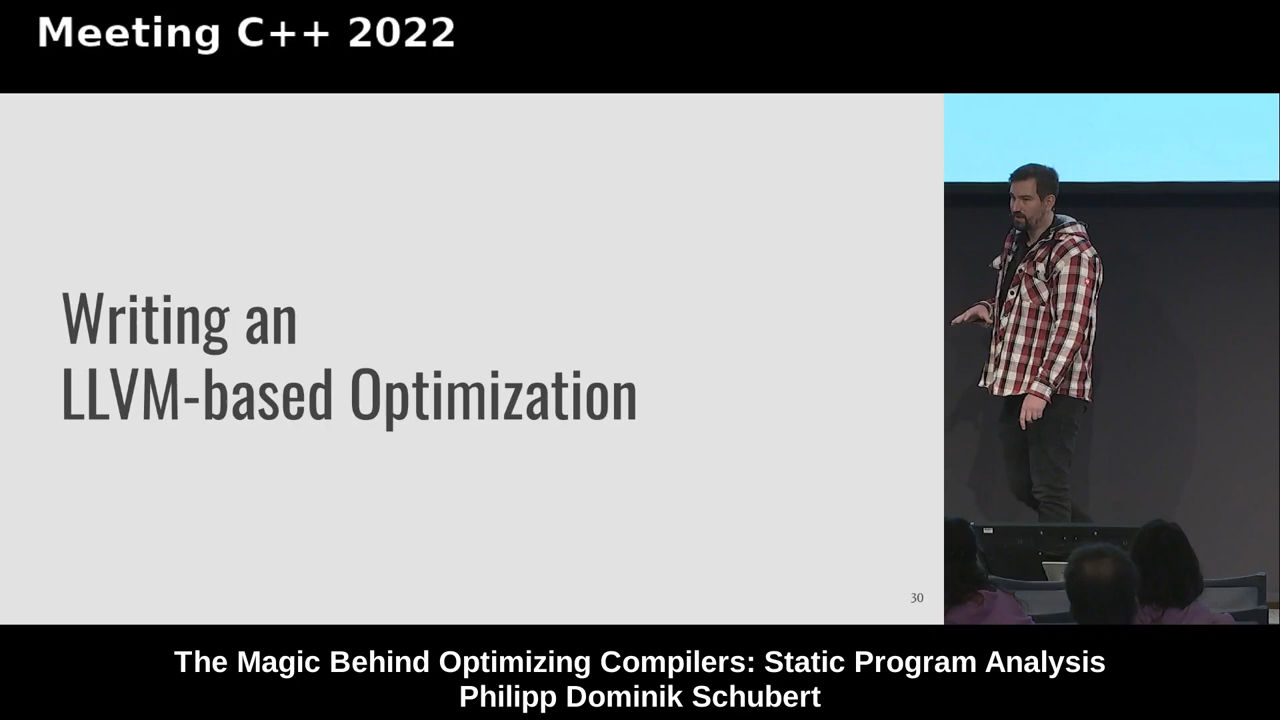 Meeting C++ 2022
Writing an
LLVM-based Optimization
30
The Magic Behind Optimizing Compilers: Static Program Analysis
Philipp Dominik Schubert